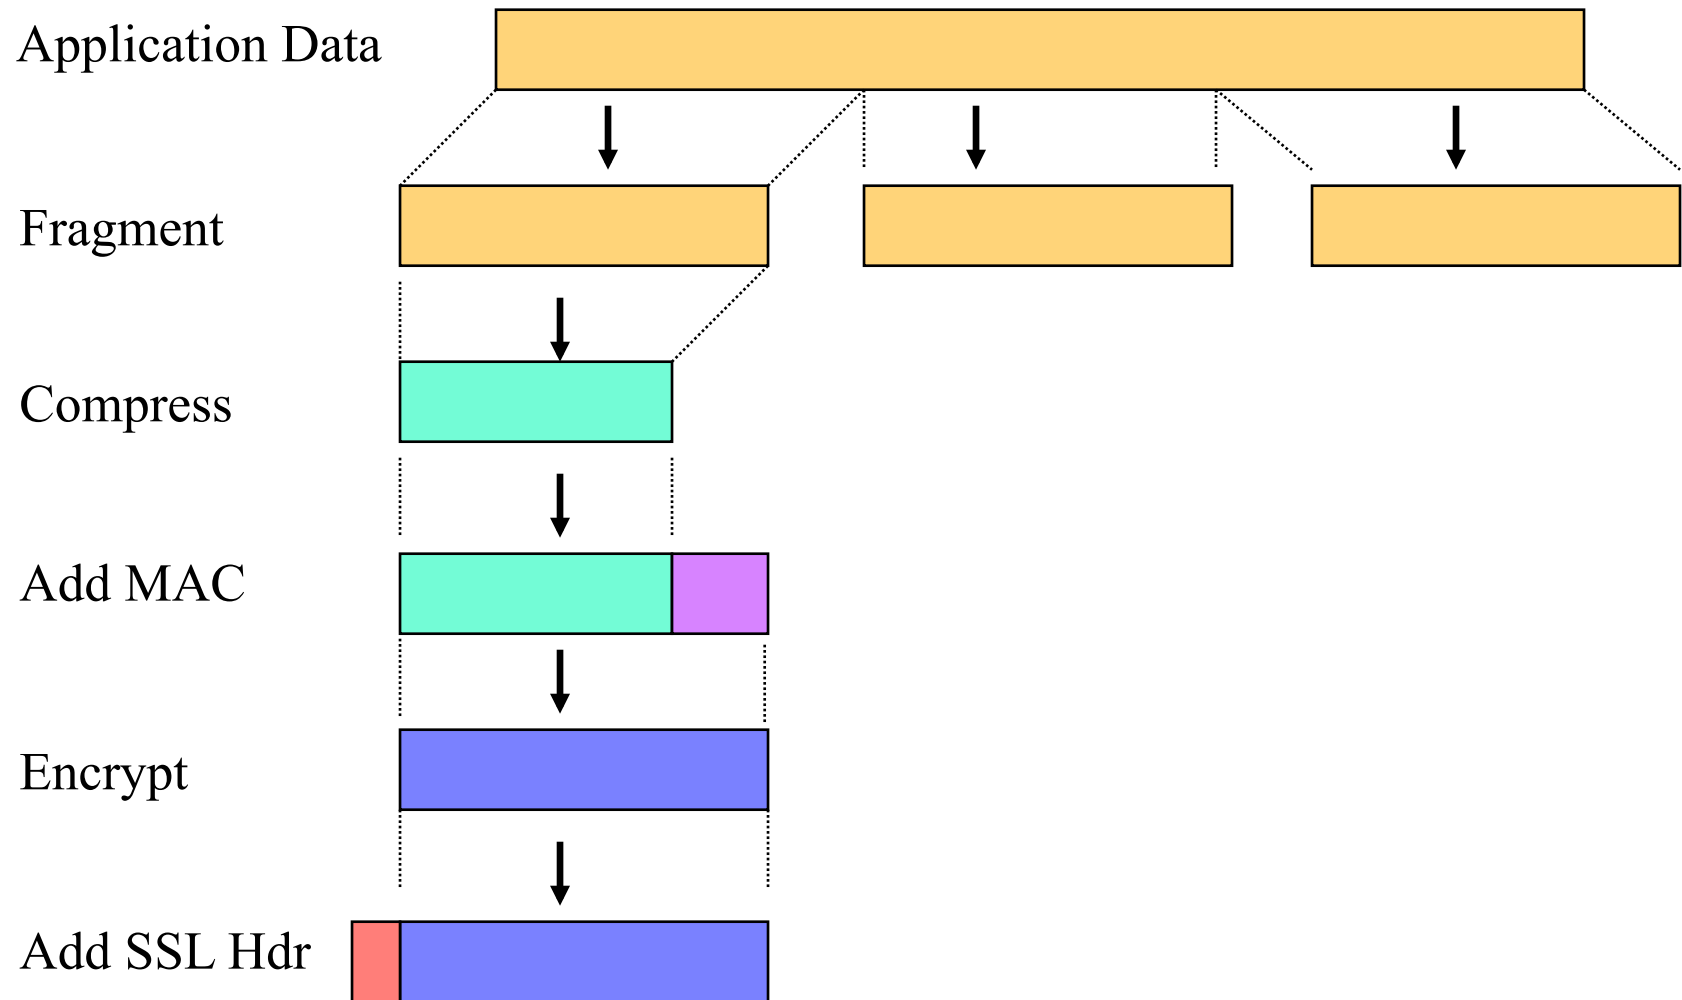 Application Data
Fragment
Compress
Add MAC
Encrypt
Add SSL Hdr